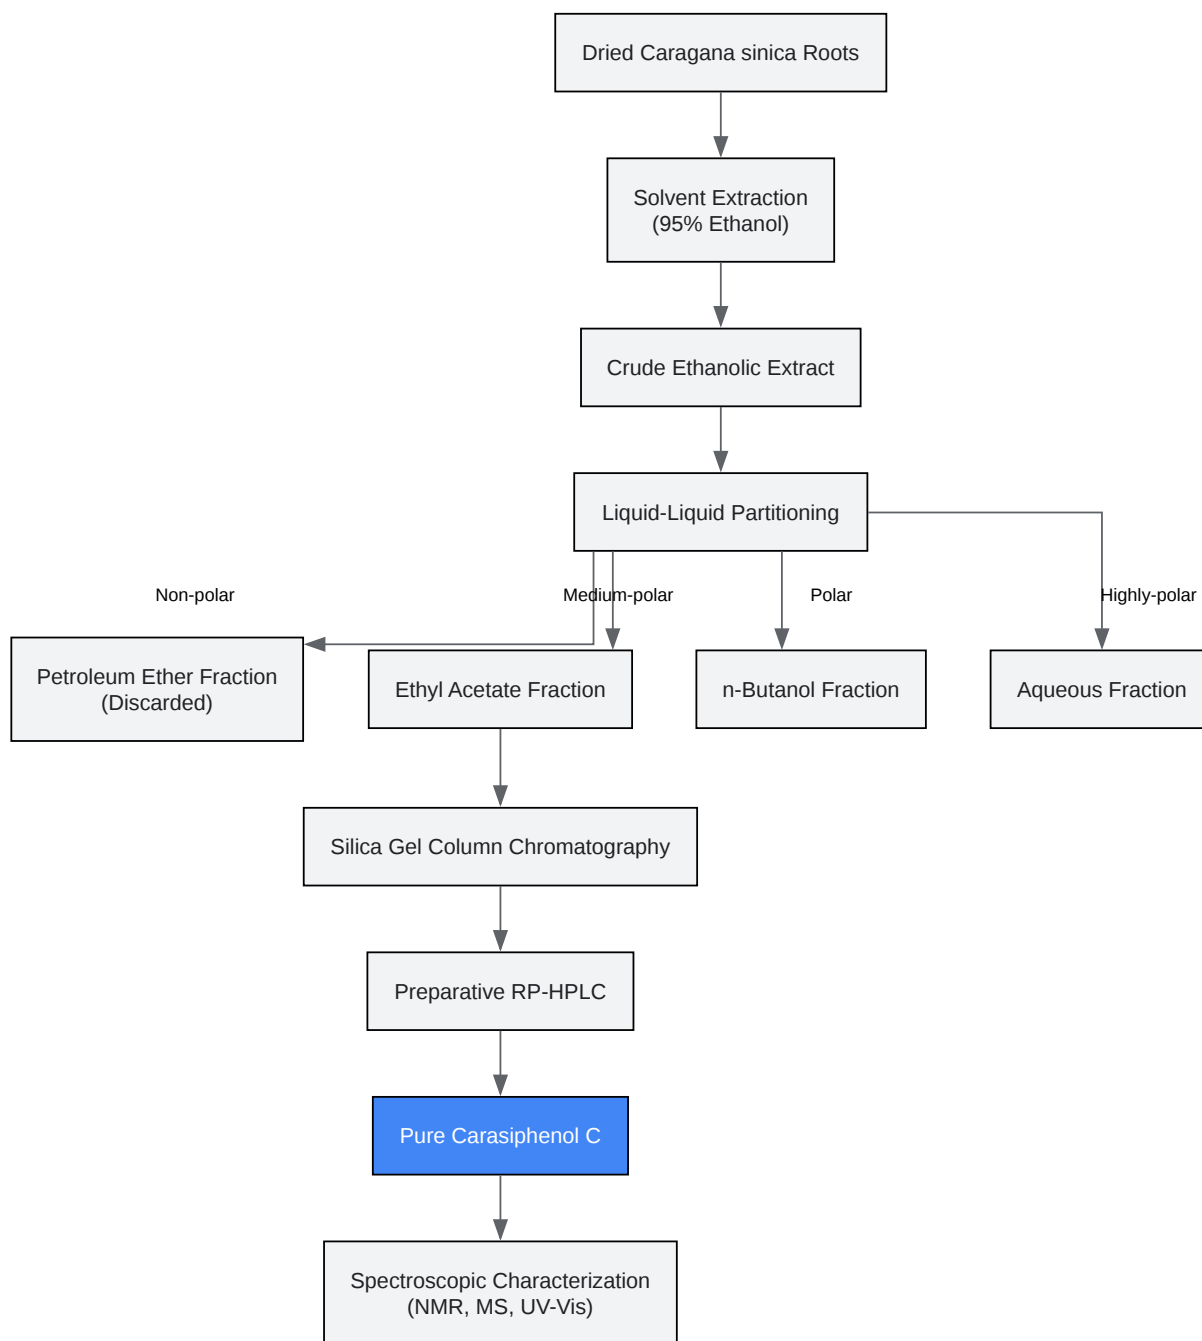 Dried Caragana sinica Roots
Solvent Extraction
(95% Ethanol)
Crude Ethanolic Extract
Liquid-Liquid Partitioning
Non-polar
Medium-polar
Polar
Highly-polar
Petroleum Ether Fraction
(Discarded)
Ethyl Acetate Fraction
n-Butanol Fraction
Aqueous Fraction
Silica Gel Column Chromatography
Preparative RP-HPLC
Pure Carasiphenol C
Spectroscopic Characterization
(NMR, MS, UV-Vis)